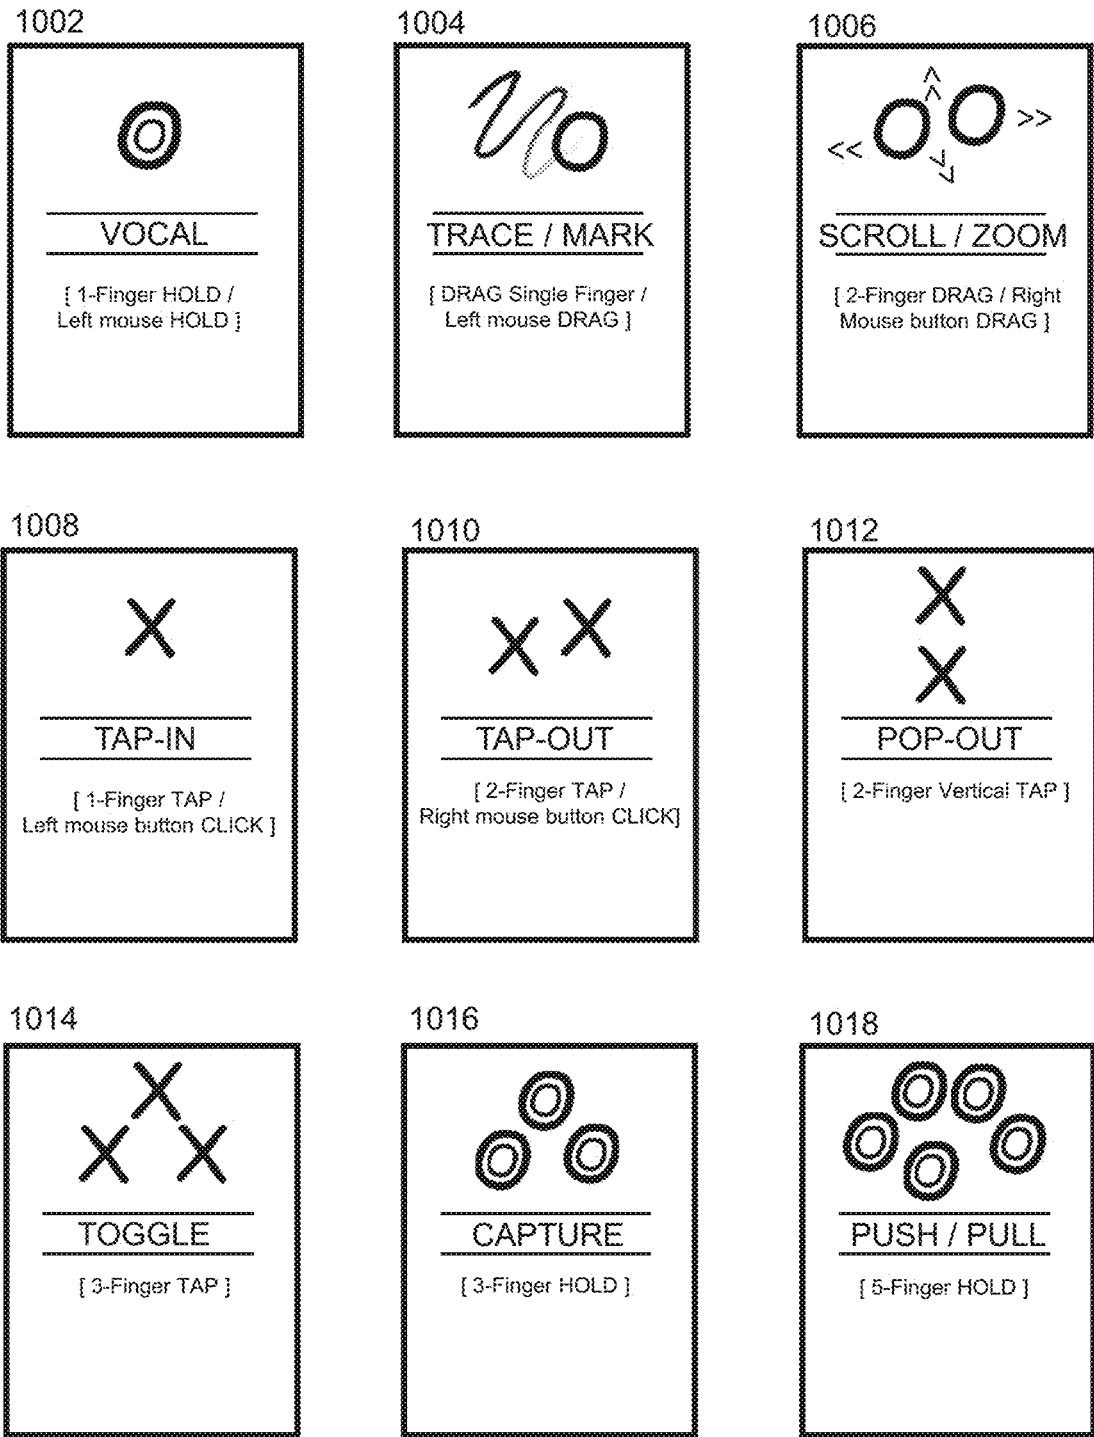 1002
1004
1006
VOCAL
[ 1-Finger HOLD /
Left mouse HOLD ]
TRACE / MARK
[ DRAG Single Finger /
Left mouse DRAG ]
<<
>>
SCROLL / ZOOM
[ 2-Finger DRAG / Right
Mouse button DRAG ]
1008
1010
1012
TAP-IN
[ 1-Finger TAP /
Left mouse button CLICK ]
TAP-OUT
[ 2-Finger TAP /
Right mouse button CLICK]
POP-OUT
[ 2-Finger Vertical TAP ]
1014
1016
1018
TOGGLE
[ 3-Finger TAP ]
CAPTURE
[ 3-Finger HOLD ]
PUSH / PULL
[ 5-Finger HOLD ]